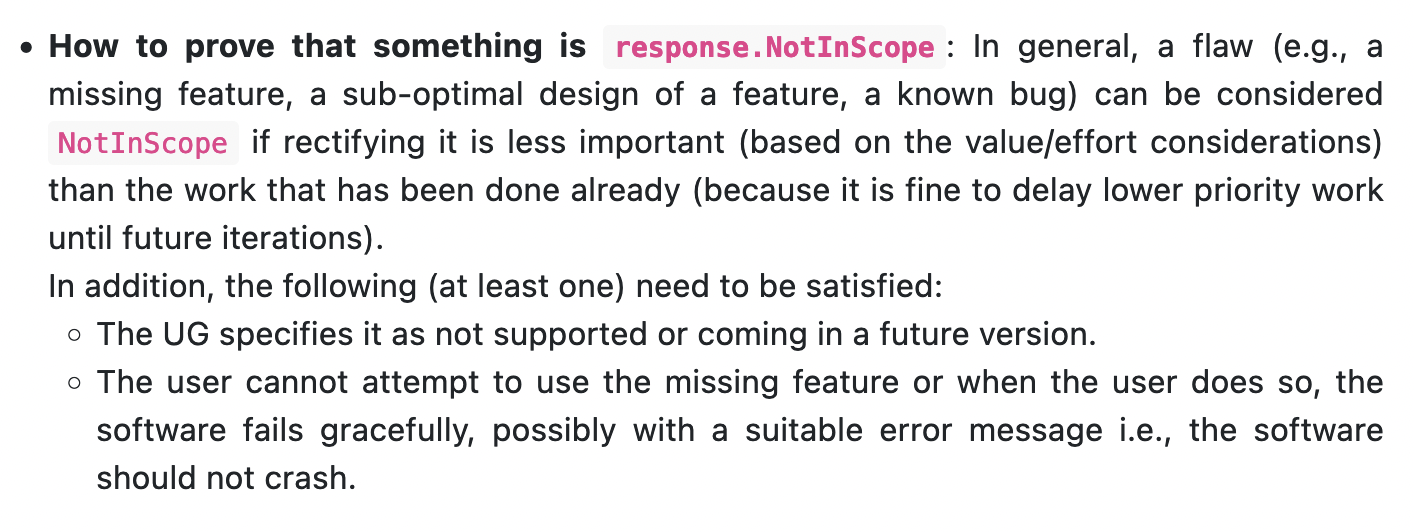 • How to prove that something is response.NotInScope: In general, a flaw (e.g., a
missing feature, a sub-optimal design of a feature, a known bug) can be considered
NotInScope if rectifying it is less important (based on the value/effort considerations)
than the work that has been done already (because it is fine to delay lower priority work
until future iterations).
In addition, the following (at least one) need to be satisfied:
○ The UG specifies it as not supported or coming in a future version.
○ The user cannot attempt to use the missing feature or when the user does so, the
software fails gracefully, possibly with a suitable error message i.e., the software
should not crash.